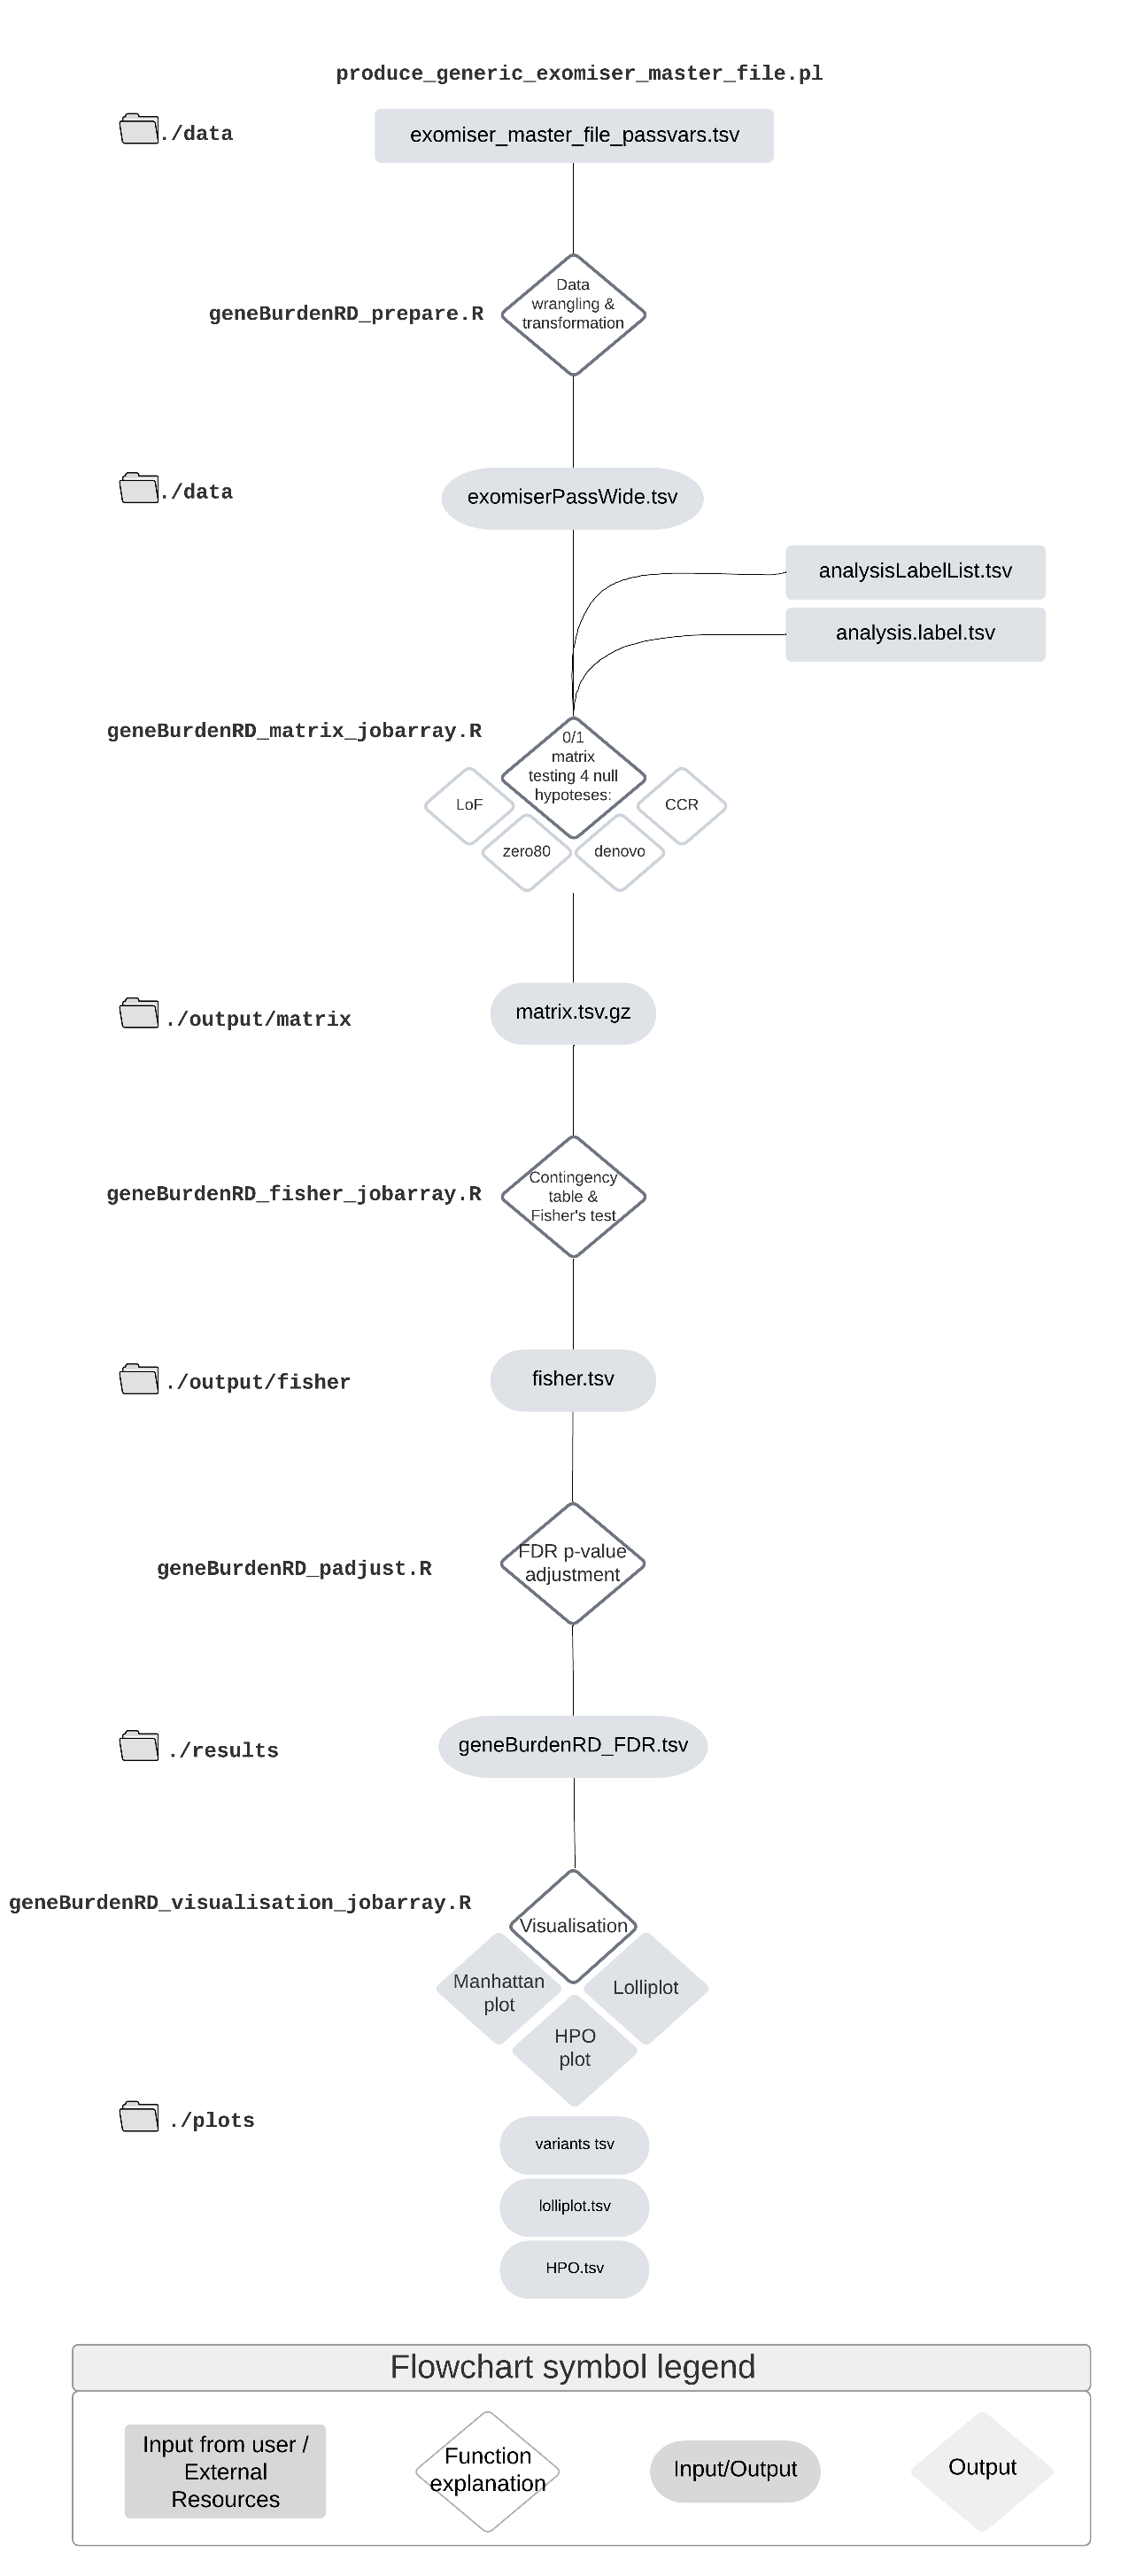 produce_generic_exomiser_master_file.pl
./data
exomiser_master_file_passvars.tsv
Data
wrangling &
transformation
geneBurdenRD_prepare.R
./data
exomiserPassWide.tsv
analysisLabelList.tsv
analysis.label.tsv
geneBurdenRD_matrix_jobarray.R
0/1
matrix
testing 4 null
hypoteses:
LoF
CCR
zero80
denovo
./output/matrix
matrix.tsv.gz
geneBurdenRD_fisher_jobarray.R
Contingency
table &
Fisher's test
./output/fisher
fisher.tsv
geneBurdenRD_padjust.R
FDR p-value
adjustment
./results
geneBurdenRD_FDR.tsv
geneBurdenRD_visualisation_jobarray.R
Visualisation
Manhattan
plot
Lolliplot
HPO
plot
./plots
variants tsv
lolliplot.tsv
HPO.tsv
Flowchart symbol legend
Input from user /
External
Resources
Function
explanation
Input/Output
Output